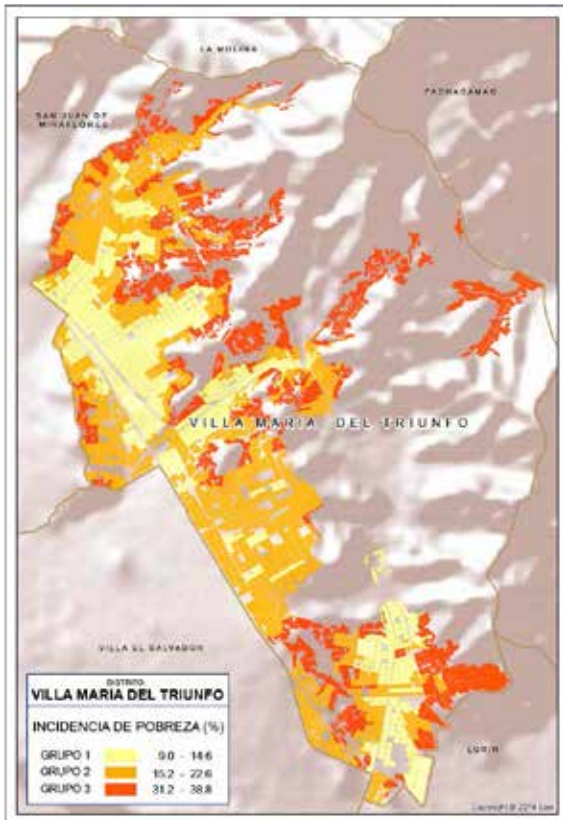 LA MOLINA
SAN JUAN DE
MIRAFLORES
PACHACAMAC
VILLA MARIA DEL TRIUNFO
VILLA EL SALVADOR
LURIN
DISTRITO
VILLA MARIA DEL TRIUNFO
INCIDENCIA DE POBREZA (%)
GRUPO 1 9.0 - 14.6
GRUPO 2 15.2 - 22.6
GRUPO 3 31.2 - 38.8
Copyright ©